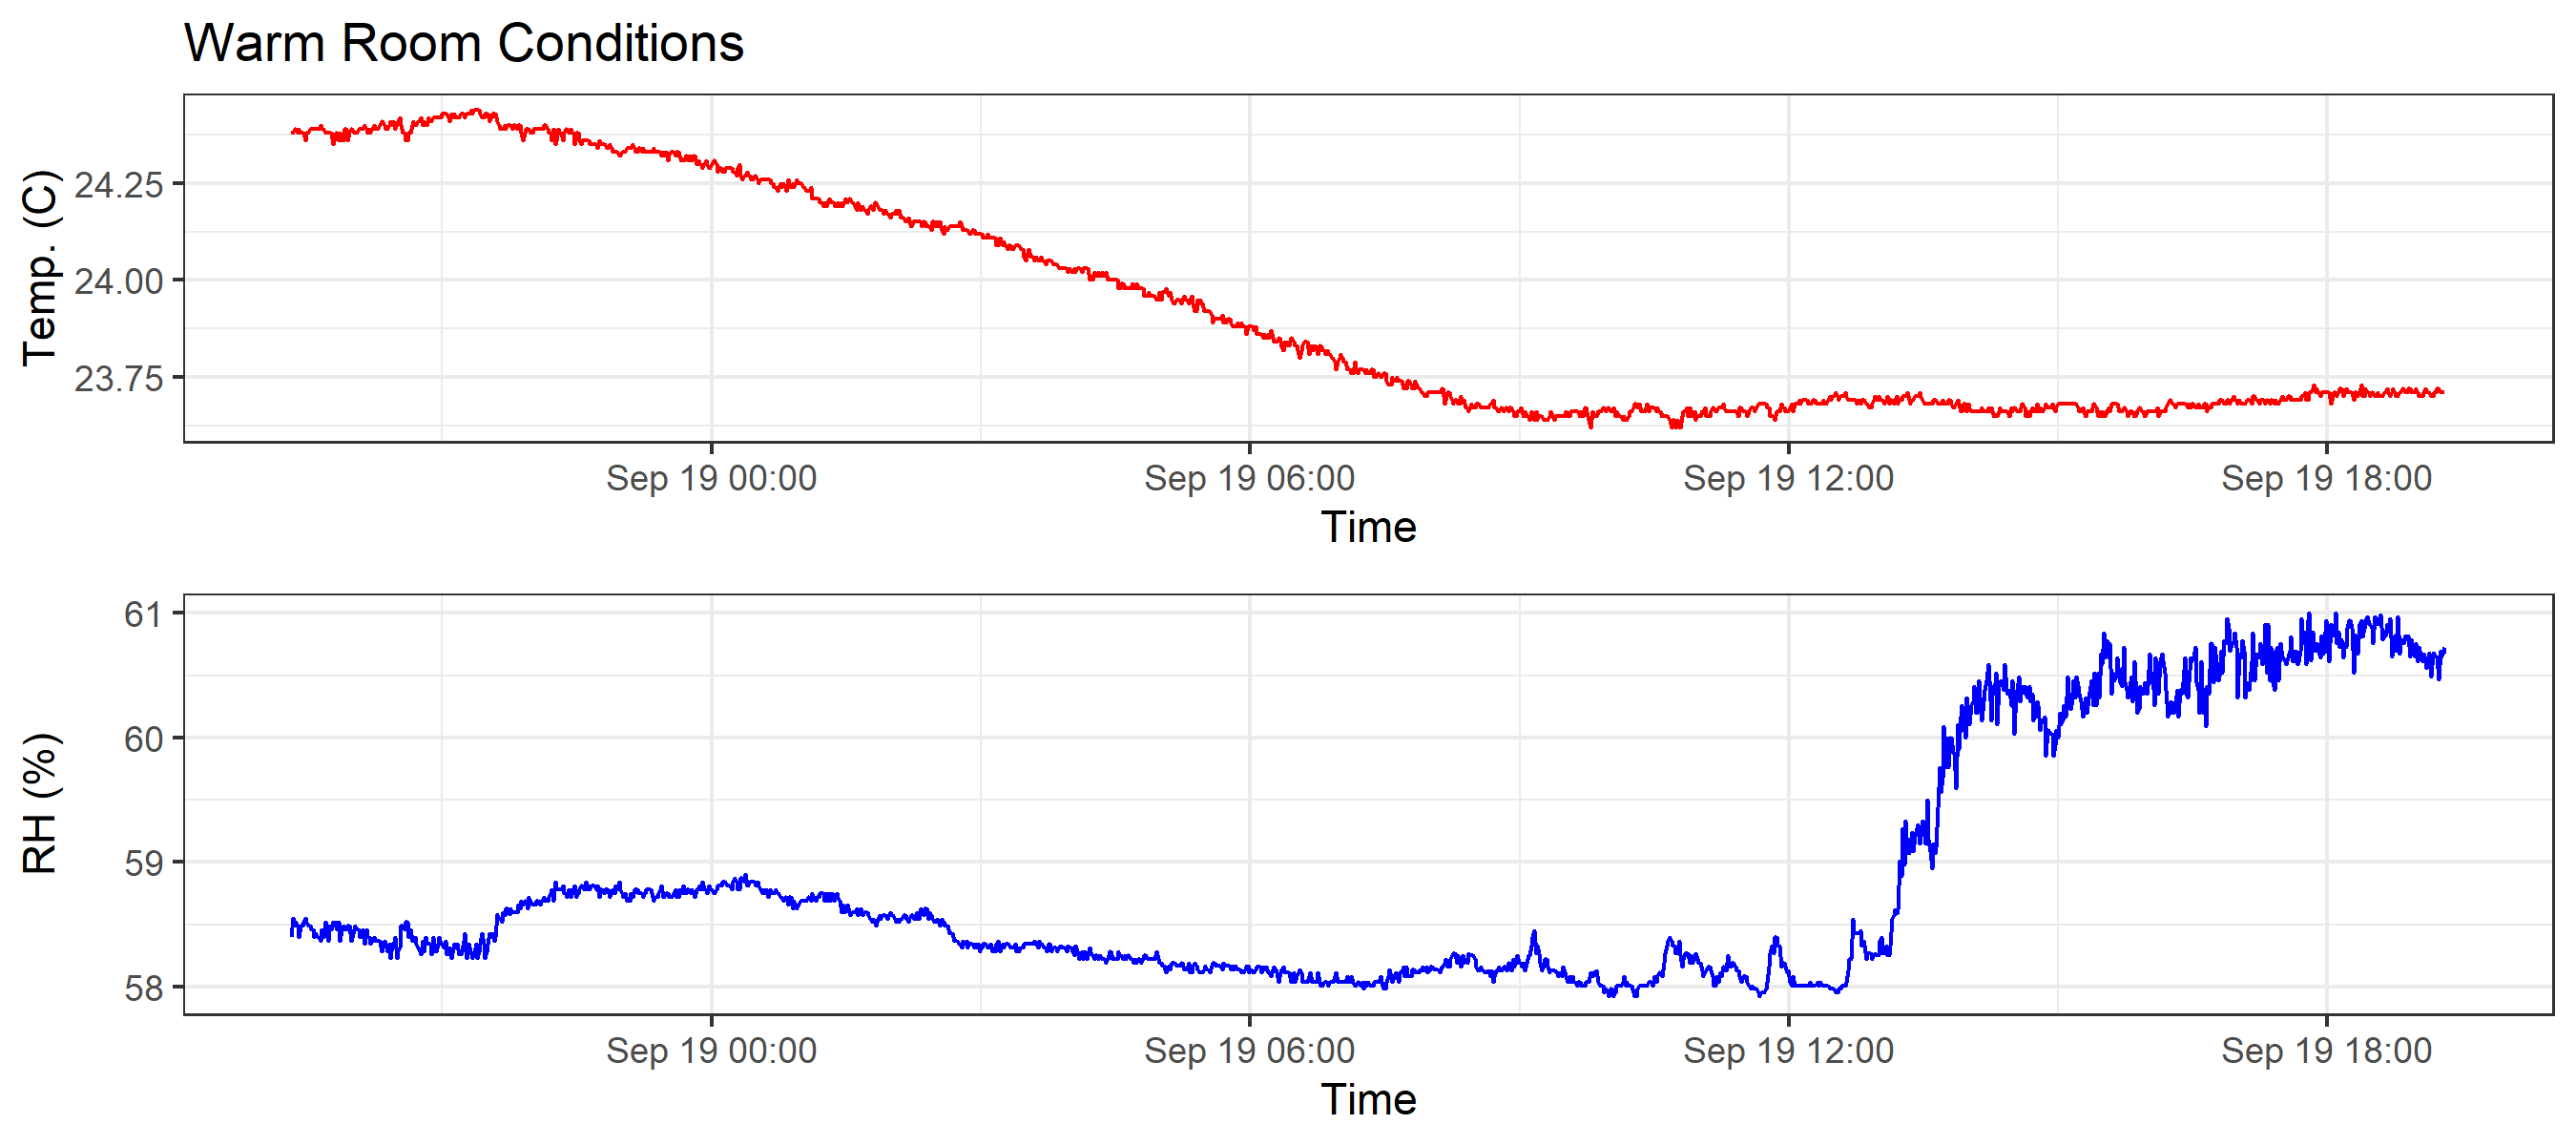 Warm Room Conditions
Temp. (C)
24.25
24.00
23.75
Sep 19 00:00 Sep 19 06:00 Sep 19 12:00 Sep 19 18:00
Time
RH (%)
61
60
59
58
Sep 19 00:00 Sep 19 06:00 Sep 19 12:00 Sep 19 18:00
Time